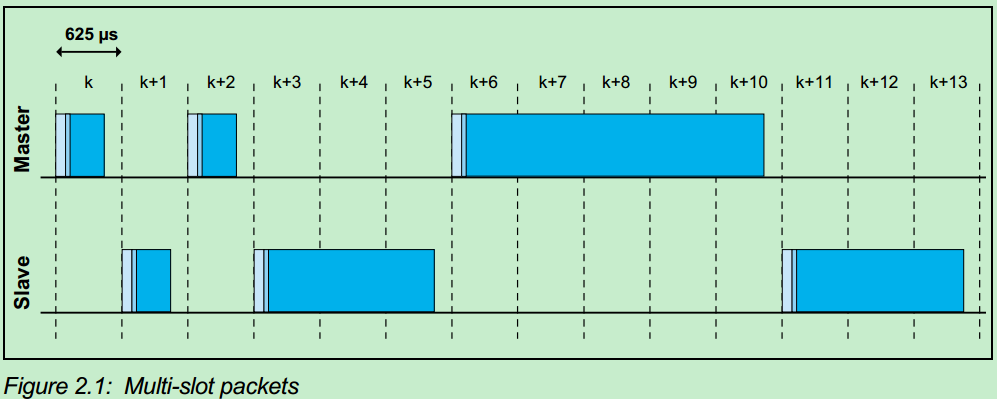 625 µs
k k+1 k+2 k+3 k+4 k+5 k+6 k+7 k+8 k+9 k+10 k+11 k+12 k+13
Master
Slave
Figure 2.1: Multi-slot packets